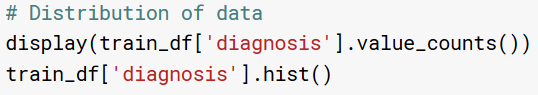 # Distribution of data
display(train_df['diagnosis'].value_counts())
train_df['diagnosis'].hist()